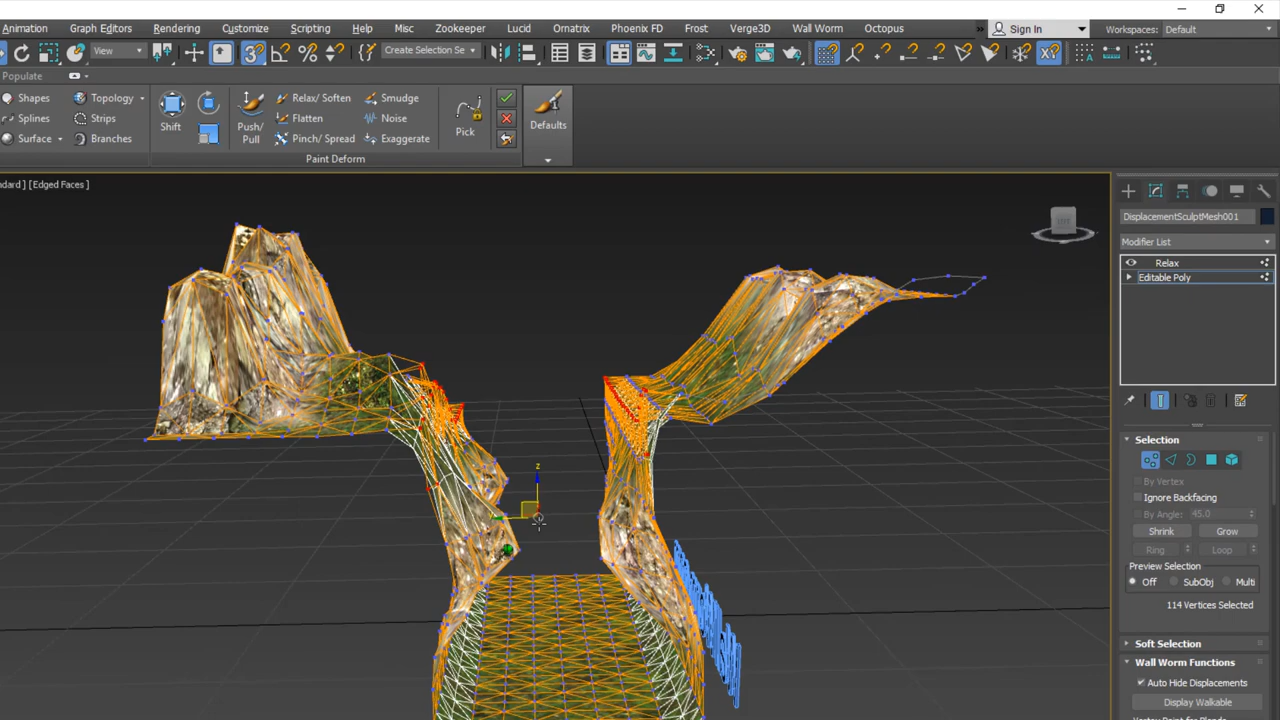 Animation Graph Editors Rendering Customize Scripting Help Misc Zookeeper Lucid Ornatrix Phoenix FD Frost Verge3D Wall Worm Octopus » Sign In Workspaces: Default
View Create Selection Se
Populate
Shapes Topology Relax/ Soften Smudge
Splines Strips Shift Push/ Pull Flatten Noise Pick Defaults
Surface Branches Pinch/ Spread Exaggerate
Paint Deform
ndard ] [Edged Faces ]
DisplacementSculptMesh001
Modifier List
Relax
Editable Poly
z
LEFT
Selection
By Vertex
Ignore Backfacing
By Angle: 45.0
Shrink Grow
Ring Loop
Preview Selection
Off SubObj Multi
114 Vertices Selected
Soft Selection
Wall Worm Functions
Auto Hide Displacements
Display Walkable